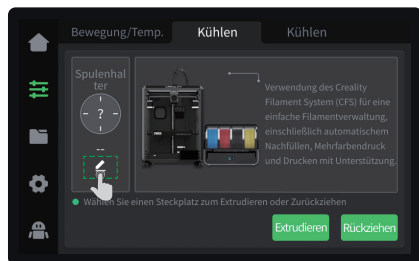 Bewegung/Temp.
Kühlen
Kühlen
Spulenhal
ter
?
--
Verwendung des Creality
Filament System (CFS) für eine
einfache Filamentverwaltung,
einschließlich automatischem
Nachfüllen, Mehrfarbendruck
und Drucken mit Unterstützung.
Wählen Sie einen Steckplatz zum Extrudieren oder Zurückziehen
Extrudieren
Rückziehen